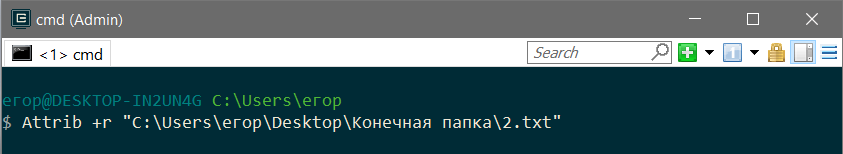 cmd (Admin)
<1> cmd
Search
егор@DESKTOP-IN2UN4G C:\Users\егор
$ Attrib +r "C:\Users\егор\Desktop\Конечная папка\2.txt"